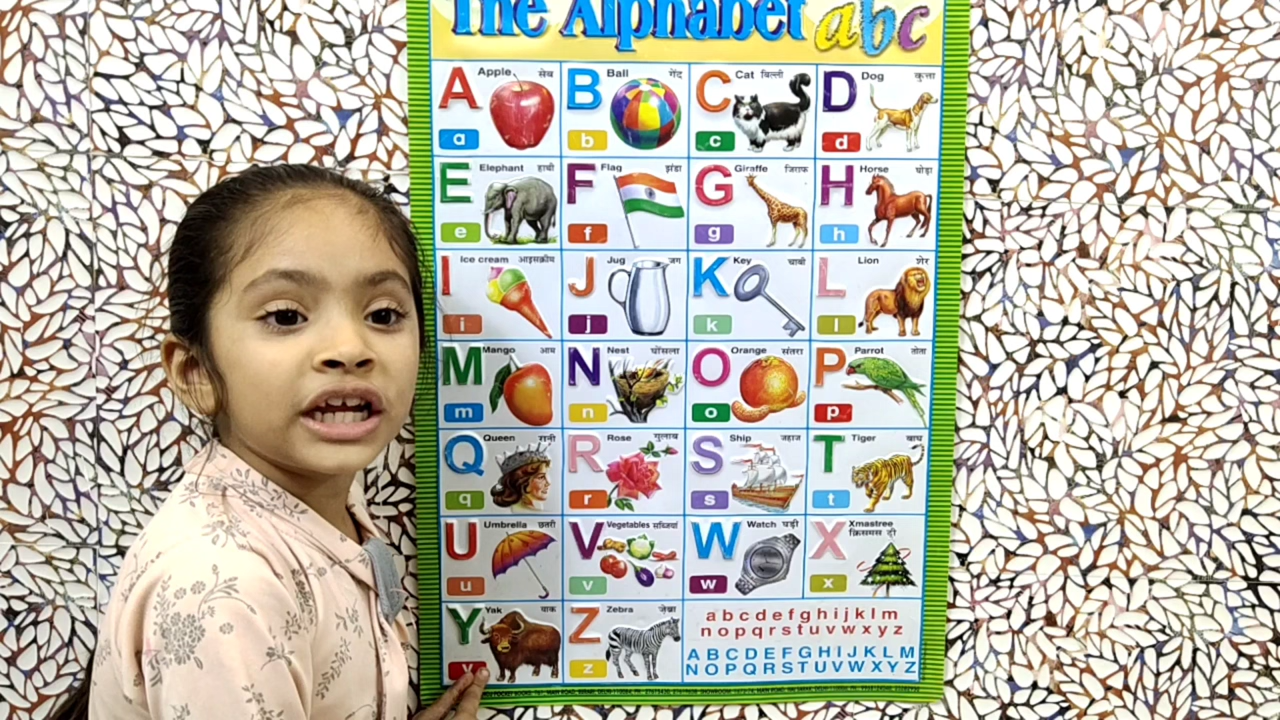 The Alphabet abc
A Apple सेब a
B Ball गेंद b
C Cat बिल्ली c
D Dog कुत्ता d
E Elephant हाथी e
F Flag झंडा f
G Giraffe जिराफ g
H Horse घोड़ा h
I Ice cream आइसक्रीम i
J Jug जग j
K Key चाबी k
L Lion शेर l
M Mango आम m
N Nest घोंसला n
O Orange संतरा o
P Parrot तोता p
Q Queen रानी q
R Rose गुलाब r
S Ship जहाज s
T Tiger बाघ t
U Umbrella छतरी u
V Vegetables सब्जियां v
W Watch घड़ी w
X Xmastree क्रिसमस ट्री x
Y Yak याक y
Z Zebra जेब्रा z
a b c d e f g h i j k l m
n o p q r s t u v w x y z
A B C D E F G H I J K L M
N O P Q R S T U V W X Y Z